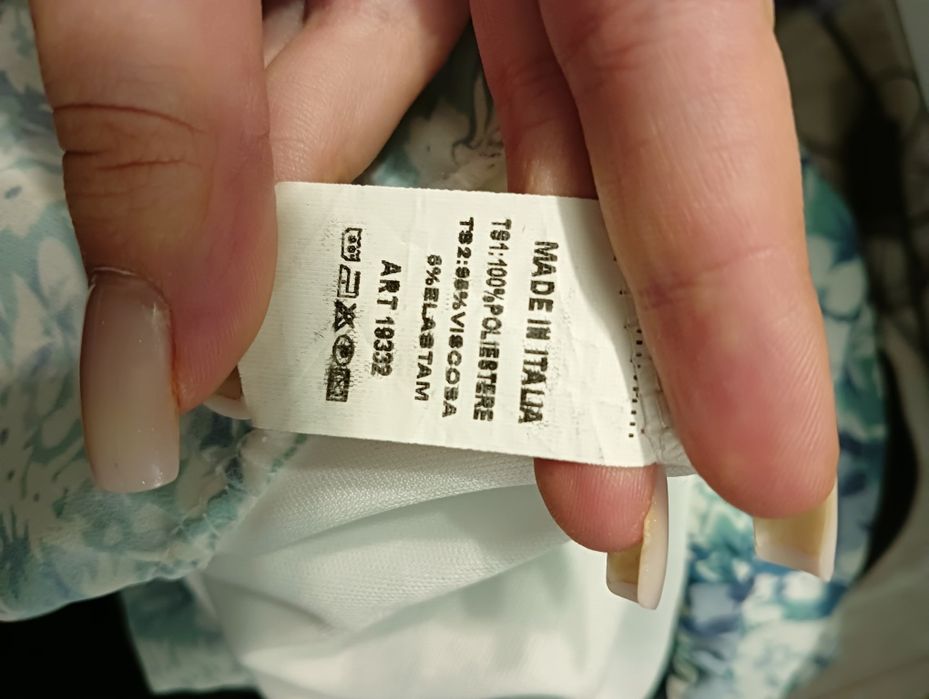 MADE IN ITALIA
TS1:100%POLIESTERE
TS2:95%VISCOSA
5%ELASTAM
ART 19332